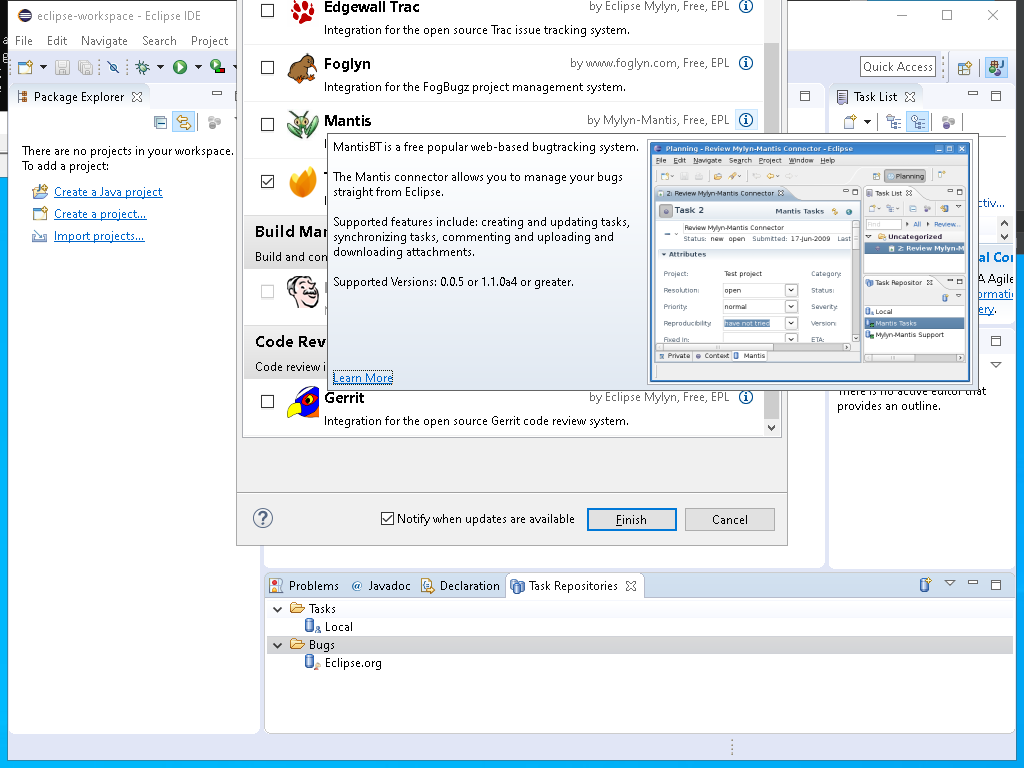 eclipse-workspace - Eclipse IDE
File Edit Navigate Search Project
Quick Access
Package Explorer
There are no projects in your workspace.
To add a project:
Create a Java project
Create a project...
Import projects...
Edgewall Trac
by Eclipse Mylyn, Free, EPL
Integration for the open source Trac issue tracking system.
Foglyn
by www.foglyn.com, Free, EPL
Integration for the FogBugz project management system.
Mantis
by Mylyn-Mantis, Free, EPL
MantisBT is a free popular web-based bugtracking system.
The Mantis connector allows you to manage your bugs
straight from Eclipse.
Supported features include: creating and updating tasks,
synchronizing tasks, commenting and uploading and
downloading attachments.
Supported Versions: 0.0.5 or 1.1.0a4 or greater.
Learn More
Planning - Review Mylyn-Mantis Connector - Eclipse
File Edit Navigate Search Project Window Help
Planning
2: Review Mylyn-Mantis Connector
Task 2
Mantis Tasks
Review Mylyn-Mantis Connector
Status: new open Submitted: 17-Jun-2009 Last
Attributes
Project: Test project Category:
Resolution: open Status:
Priority: normal Severity:
Reproducibility: have not tried Version:
Fixed in: ETA:
Private Context Mantis
Task List
Find All Review...
Uncategorized
2: Review Mylyn-M
Task Repositor
Local
Mantis Tasks
Mylyn-Mantis Support
Build Ma
Build and con
Code Rev
Code review i
Gerrit
by Eclipse Mylyn, Free, EPL
Integration for the open source Gerrit code review system.
Notify when updates are available
Finish
Cancel
Task List
ctiv...
al Co
A Agile
ormati
ery.
There is no active editor that
provides an outline.
Problems
@ Javadoc
Declaration
Task Repositories
Tasks
Local
Bugs
Eclipse.org